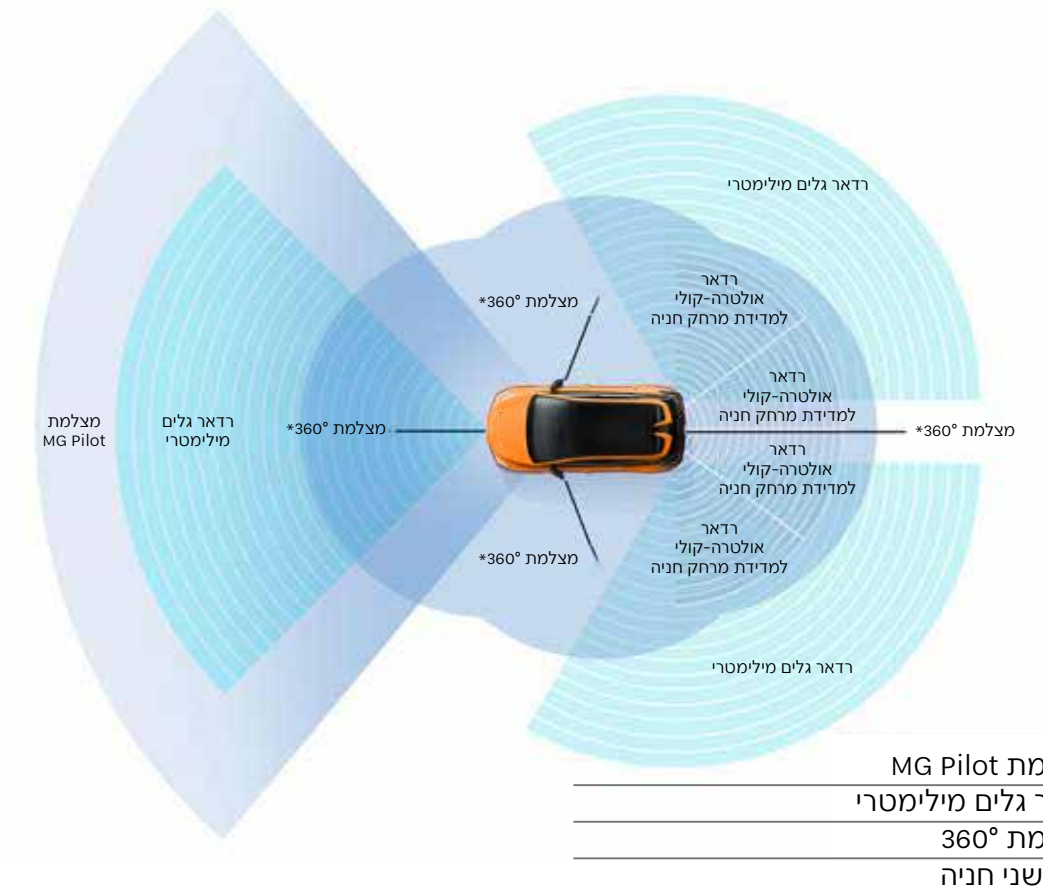 רדאר גלים מילימטרי
רדאר
אולטרה-קולי
למדידת מרחק חניה
מצלמת 360°*
רדאר
אולטרה-קולי
למדידת מרחק חניה
מצלמת 360°*
מצלמת 360°*
רדאר גלים
מילימטרי
מצלמת
MG Pilot
רדאר
אולטרה-קולי
למדידת מרחק חניה
רדאר
אולטרה-קולי
למדידת מרחק חניה
מצלמת 360°*
רדאר גלים מילימטרי
MG Pilot
גלים מילימטרי
360°
חניה